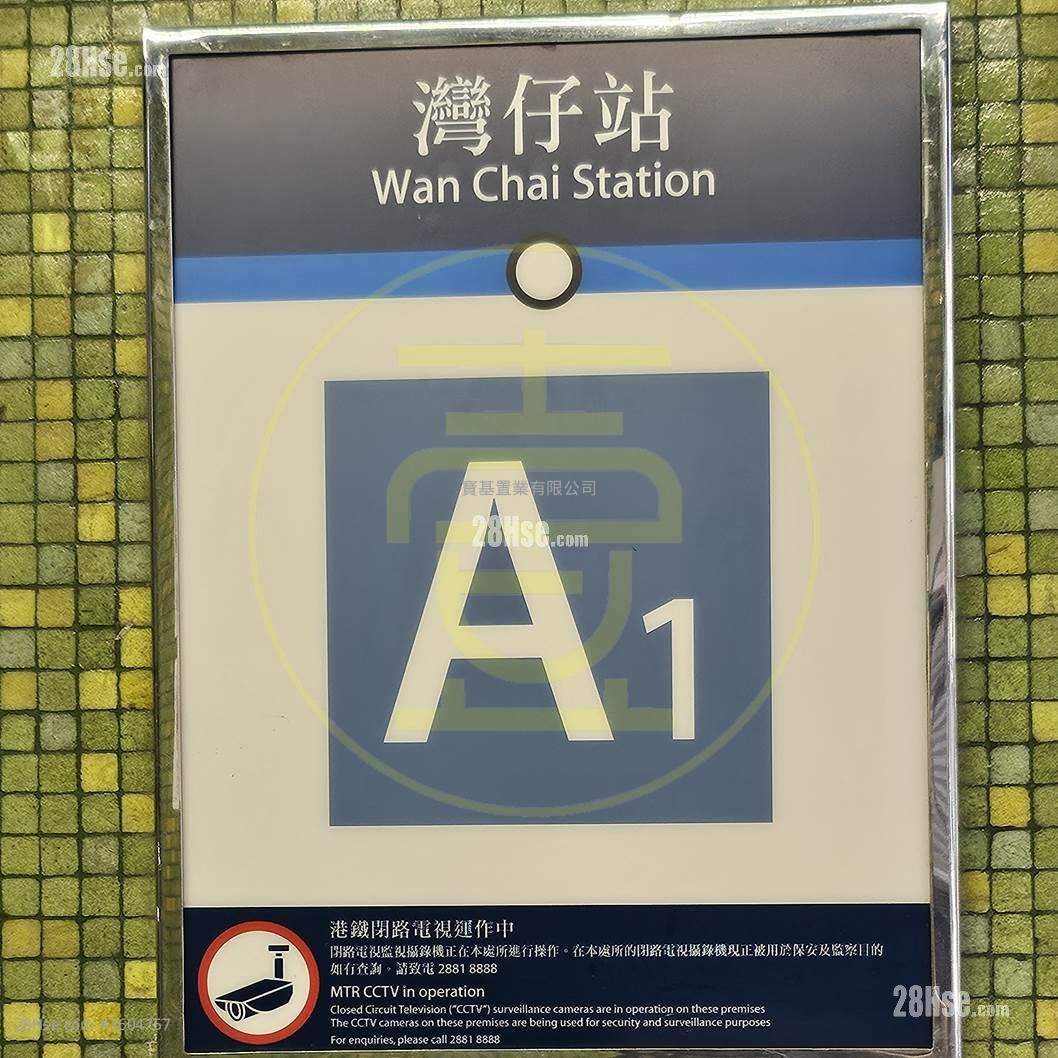 28Hse.com
灣仔站
Wan Chai Station
寶基置業有限公司
28Hse.com
A1
港鐵閉路電視運作中
閉路電視監視攝錄機正在本處所進行操作。在本處所的閉路電視攝錄機現正被用於保安及監察目的
如有查詢。請致電 2881 8888
MTR CCTV in operation
Closed Circuit Television ("CCTV") surveillance cameras are in operation on these premises
The CCTV cameras on these premises are being used for security and surveillance purposes
For enquiries, please call 2881 8888
28Hse.com
28Hse.com